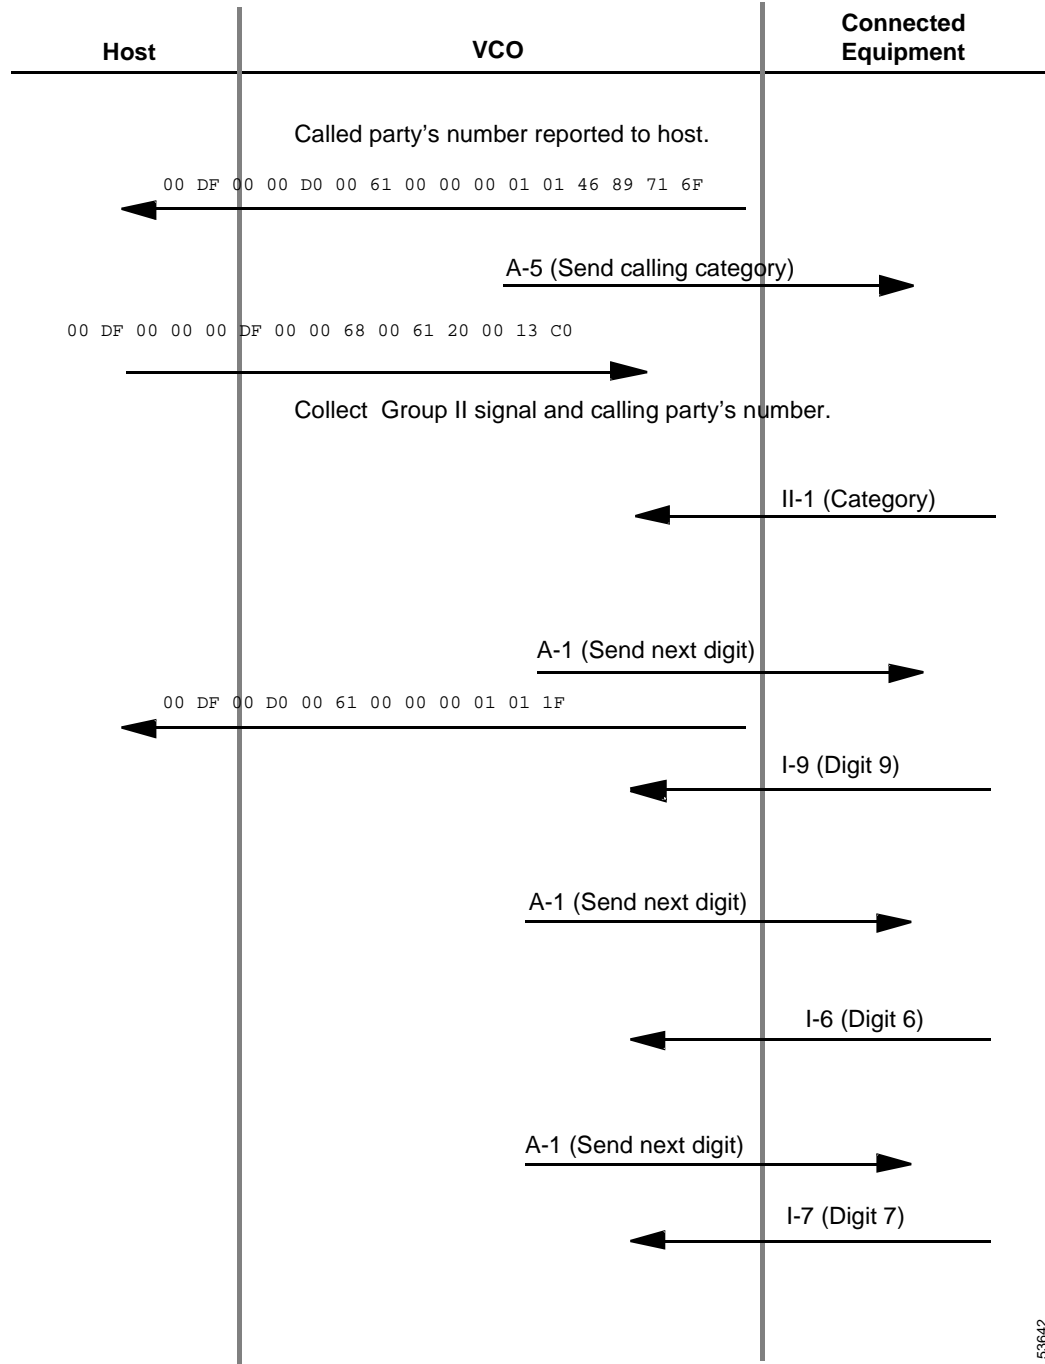 Host
VCO
Connected
Equipment
Called party's number reported to host.
00 DF 00 00 D0 00 61 00 00 00 01 01 46 89 71 6F
A-5 (Send calling category)
00 DF 00 00 00 DF 00 00 68 00 61 20 00 13 C0
Collect  Group II signal and calling party's number.
II-1 (Category)
A-1 (Send next digit)
00 DF 00 D0 00 61 00 00 00 01 01 1F
I-9 (Digit 9)
A-1 (Send next digit)
I-6 (Digit 6)
A-1 (Send next digit)
I-7 (Digit 7)
53642